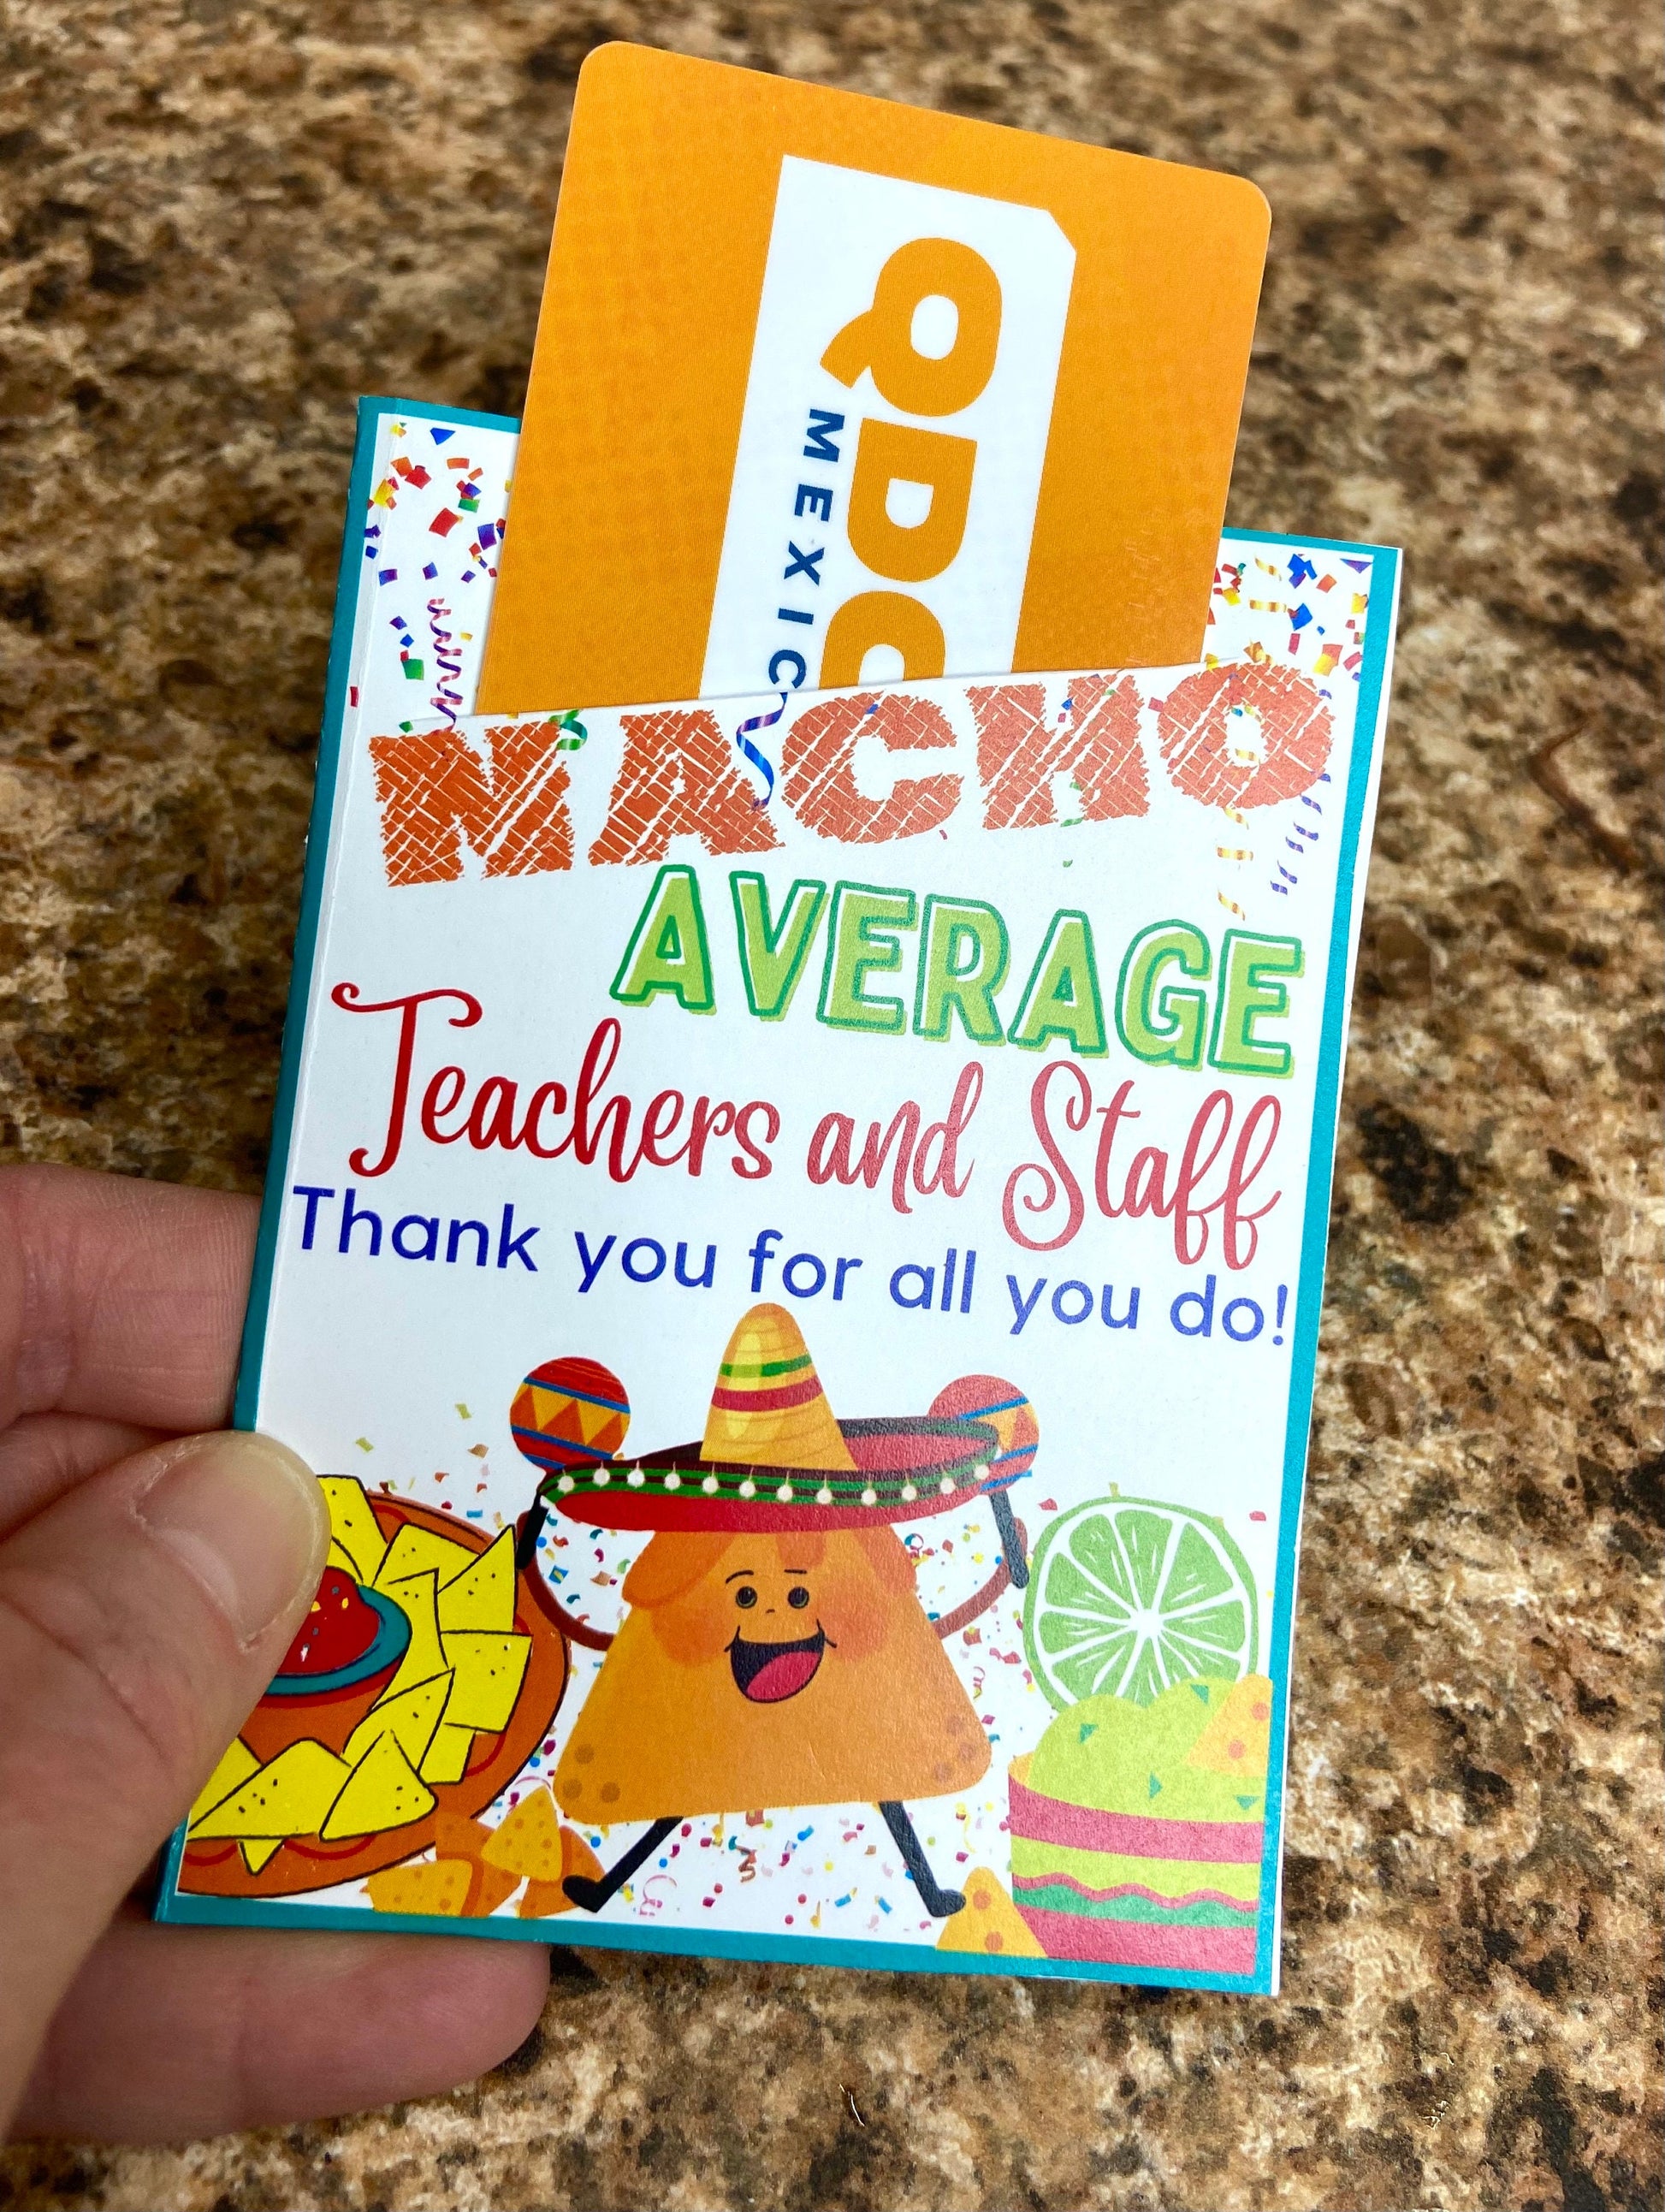 QDO
MEXIC
NACHO
AVERAGE
Teachers and Staff
Thank you for all you do!